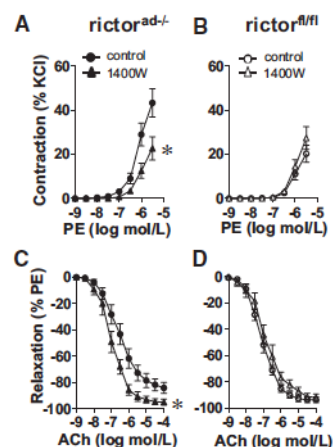 rictor^ad-/-
rictor^fl/fl
A
control
1400W
B
control
1400W
Contraction (% KCl)
60
40
20
0
*
60
40
20
0
-9 -8 -7 -6 -5
-9 -8 -7 -6 -5
PE (log mol/L)
PE (log mol/L)
C
D
Relaxation (% PE)
0
-20
-40
-60
-80
-100
*
0
-20
-40
-60
-80
-100
-9 -8 -7 -6 -5 -4
-9 -8 -7 -6 -5 -4
ACh (log mol/L)
ACh (log mol/L)